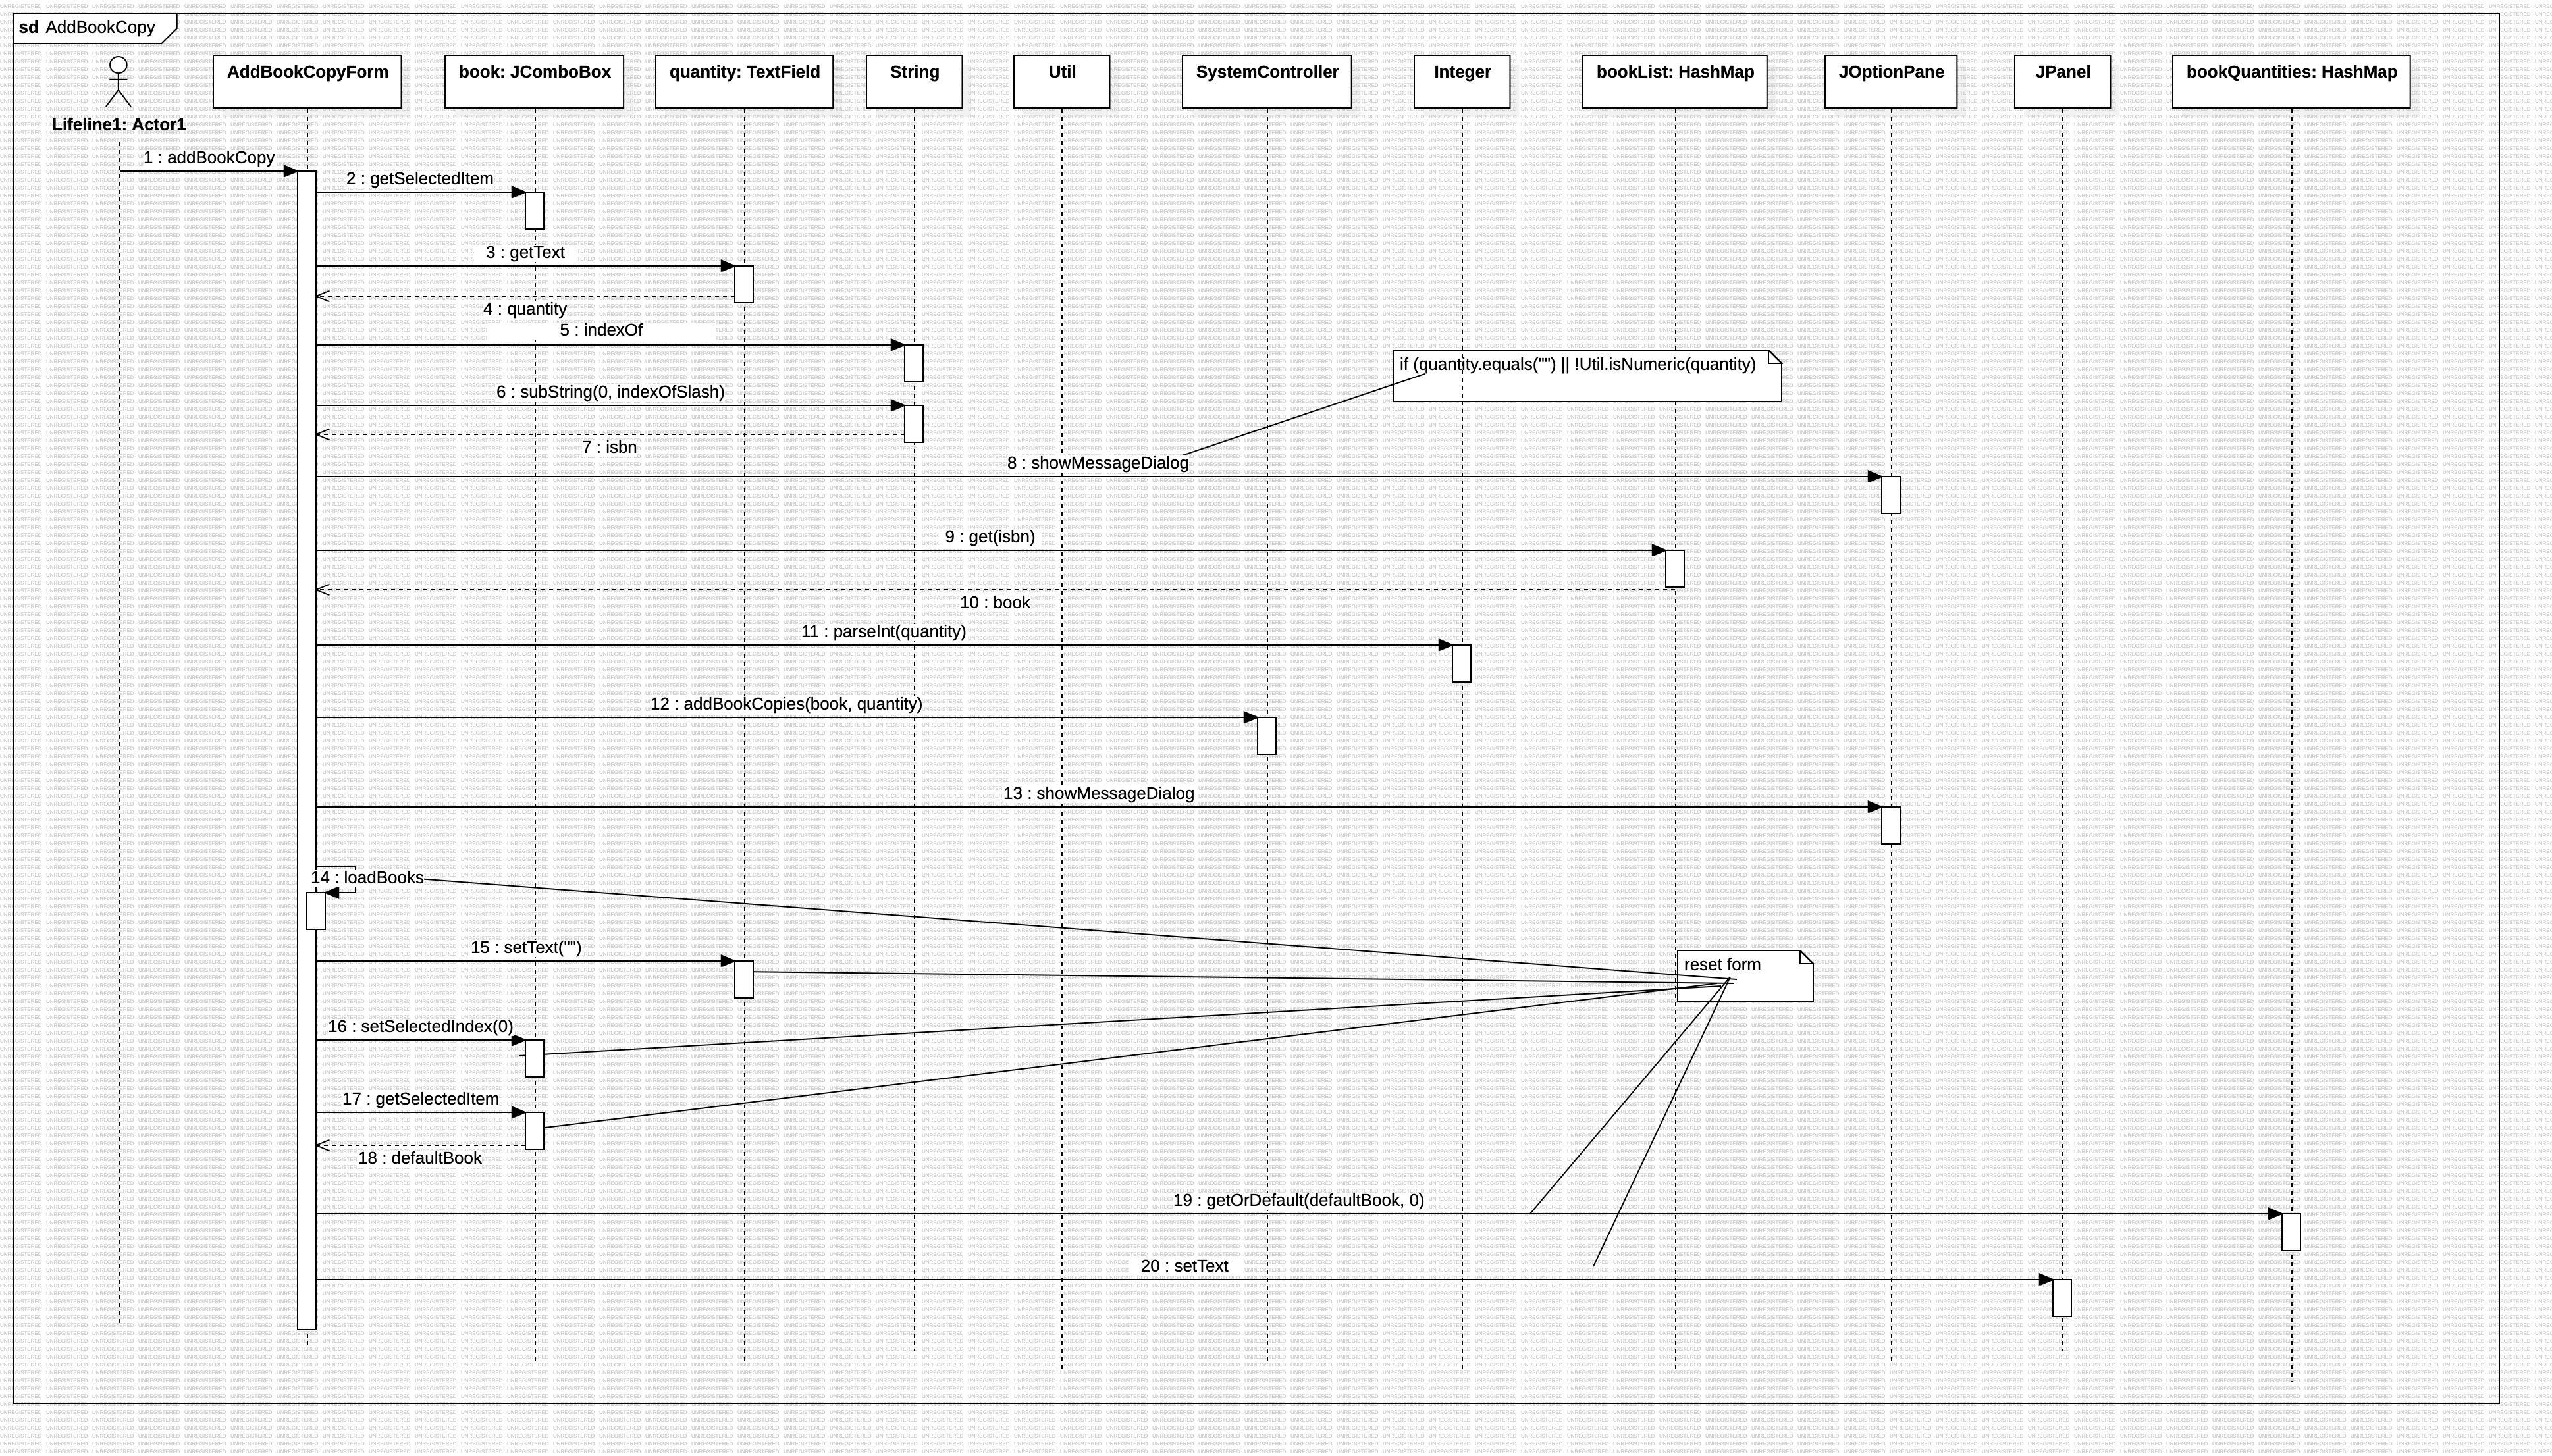 sd AddBookCopy
Lifeline1: Actor1
AddBookCopyForm
book: JComboBox
quantity: TextField
String
Util
SystemController
Integer
bookList: HashMap
JOptionPane
JPanel
bookQuantities: HashMap
1 : addBookCopy
2 : getSelectedItem
3 : getText
4 : quantity
5 : indexOf
if (quantity.equals("") || !Util.isNumeric(quantity)
6 : subString(0, indexOfSlash)
7 : isbn
8 : showMessageDialog
9 : get(isbn)
10 : book
11 : parseInt(quantity)
12 : addBookCopies(book, quantity)
13 : showMessageDialog
14 : loadBooks
15 : setText("")
reset form
16 : setSelectedIndex(0)
17 : getSelectedItem
18 : defaultBook
19 : getOrDefault(defaultBook, 0)
20 : setText
UNREGISTERED